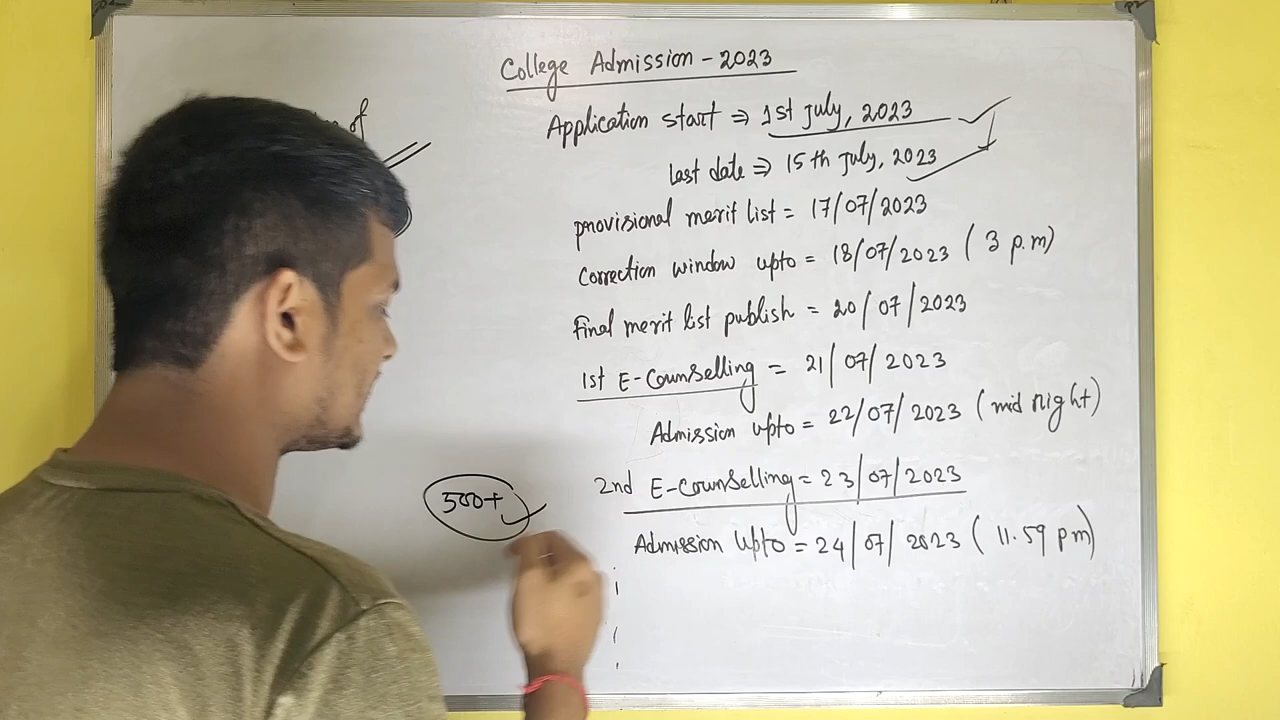 College Admission - 2023
of
Application start ⇒ 1st July, 2023
last date ⇒ 15th July, 2023
provisional merit list = 17/07/2023
Correction window upto = 18/07/2023 ( 3 p.m)
Final merit list publish = 20/07/2023
1st E-Counselling = 21/07/2023
Admission upto = 22/07/2023 (mid night)
2nd E-Counselling = 23/07/2023
500+
Admission Upto = 24/07/2023 ( 11.59 pm)